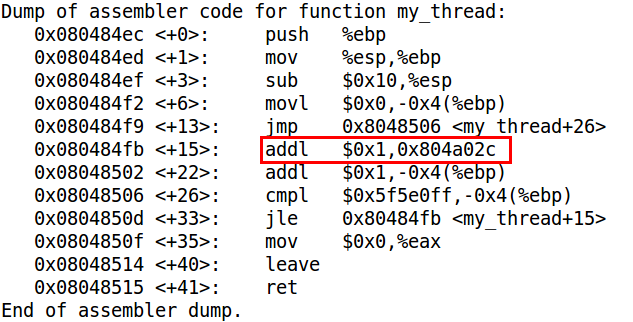 Dump of assembler code for function my_thread:
   0x080484ec <+0>:     push   %ebp
   0x080484ed <+1>:     mov    %esp,%ebp
   0x080484ef <+3>:     sub    $0x10,%esp
   0x080484f2 <+6>:     movl   $0x0,-0x4(%ebp)
   0x080484f9 <+13>:    jmp    0x8048506 <my_thread+26>
   0x080484fb <+15>:    addl   $0x1,0x804a02c
   0x08048502 <+22>:    addl   $0x1,-0x4(%ebp)
   0x08048506 <+26>:    cmpl   $0x5f5e0ff,-0x4(%ebp)
   0x0804850d <+33>:    jle    0x80484fb <my_thread+15>
   0x0804850f <+35>:    mov    $0x0,%eax
   0x08048514 <+40>:    leave
   0x08048515 <+41>:    ret
End of assembler dump.